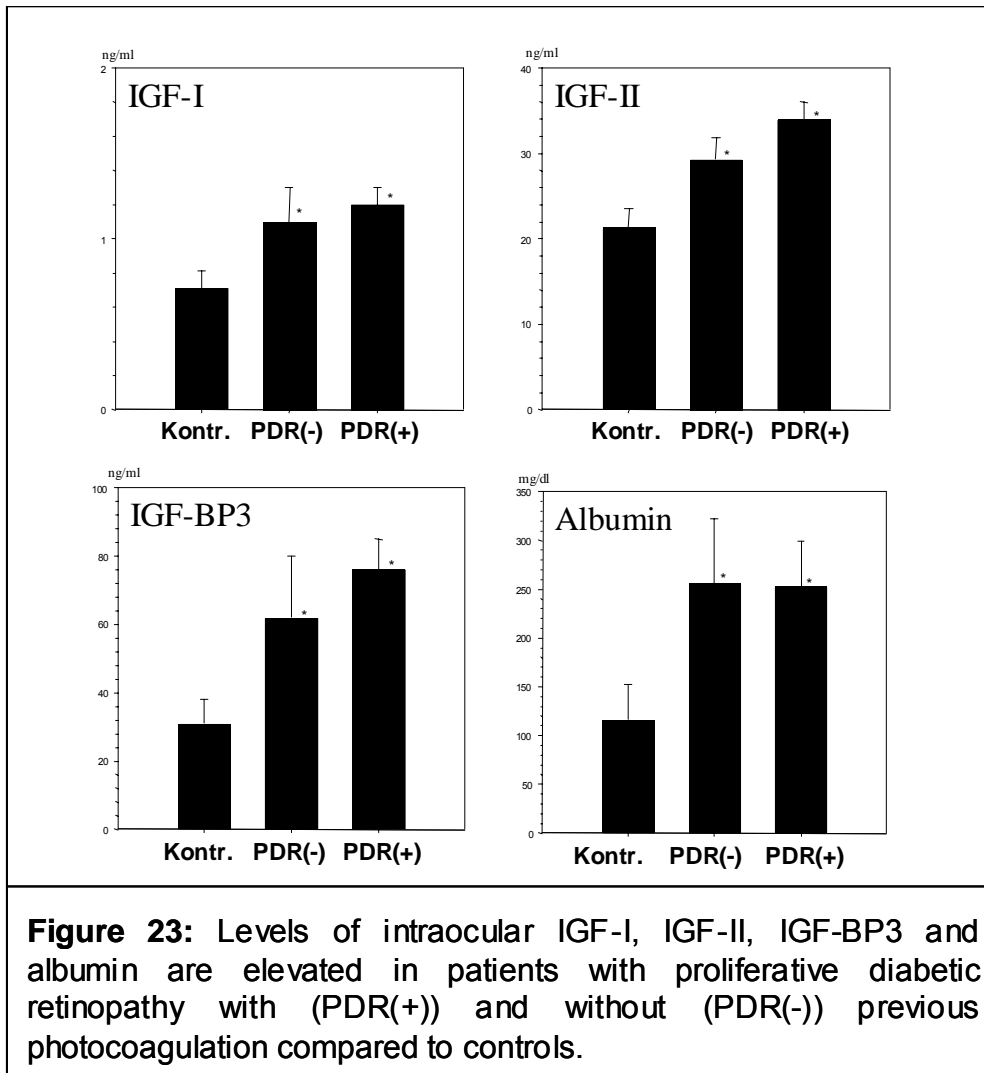 ng/ml
2
IGF-I
1
0
Kontr. PDR(-) PDR(+)
ng/ml
40
IGF-II
30
20
10
0
Kontr. PDR(-) PDR(+)
ng/ml
100
IGF-BP3
80
60
40
20
0
Kontr. PDR(-) PDR(+)
mg/dl
350
Albumin
300
250
200
150
100
50
0
Kontr. PDR(-) PDR(+)
Figure 23: Levels of intraocular IGF-I, IGF-II, IGF-BP3 and
albumin are elevated in patients with proliferative diabetic
retinopathy with (PDR(+)) and without (PDR(-)) previous
photocoagulation compared to controls.